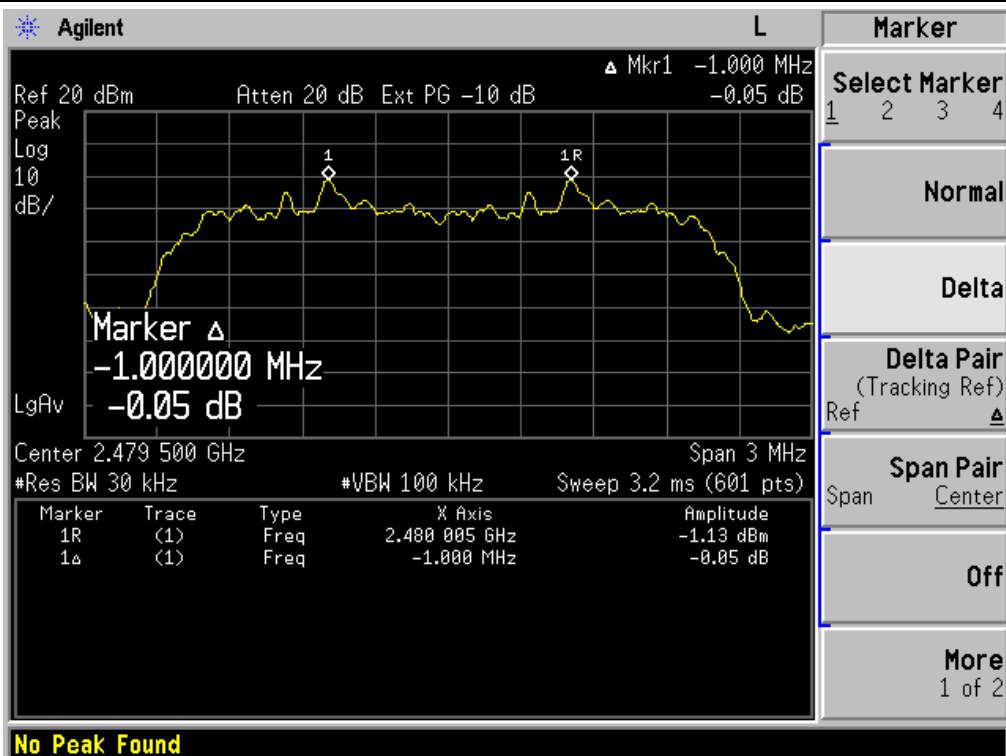 Agilent L
Δ Mkr1 -1.000 MHz
Ref 20 dBm Atten 20 dB Ext PG -10 dB -0.05 dB
Peak
Log
10
dB/
1
1R
Marker Δ
-1.000000 MHz
-0.05 dB
LgAv
Center 2.479 500 GHz Span 3 MHz
#Res BW 30 kHz #VBW 100 kHz Sweep 3.2 ms (601 pts)
Marker Trace Type X Axis Amplitude
1R (1) Freq 2.480 005 GHz -1.13 dBm
1Δ (1) Freq -1.000 MHz -0.05 dB
No Peak Found
Marker
Select Marker
1 2 3 4
Normal
Delta
Delta Pair
(Tracking Ref)
Ref Δ
Span Pair
Span Center
Off
More
1 of 2